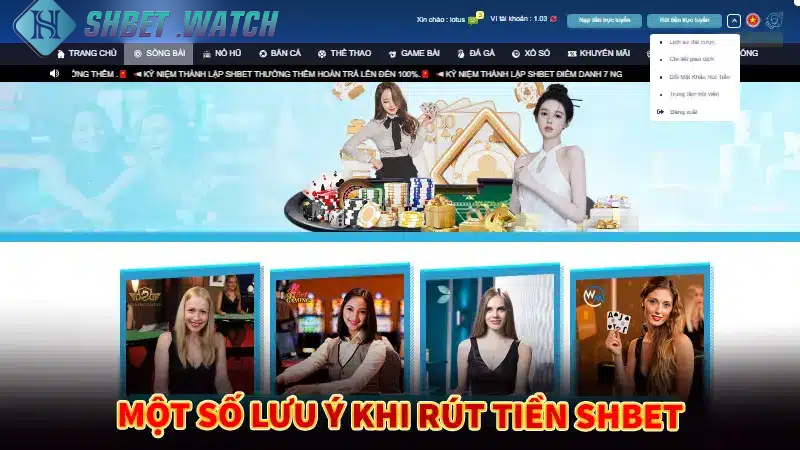 SHBET .WATCH
Xin chào : lotus
Ví tài khoản : 1.03
Nạp tiền trực tuyến
Rút tiền trực tuyến
TRANG CHỦ SÒNG BÀI NỔ HŨ BẮN CÁ THỂ THAO GAME BÀI ĐÁ GÀ XỔ SỐ KHUYẾN MÃI
Lịch sử đặt cược
Chi tiết giao dịch
Đổi Mật Khẩu Rút Tiền
Trung tâm hội viên
Đăng xuất
THÊM . KỶ NIỆM THÀNH LẬP SHBET THƯỞNG THÊM HOÀN TRẢ LÊN ĐẾN 100%. KỶ NIỆM THÀNH LẬP SHBET ĐIỂM DANH 7 NG
MỘT SỐ LƯU Ý KHI RÚT TIỀN SHBET